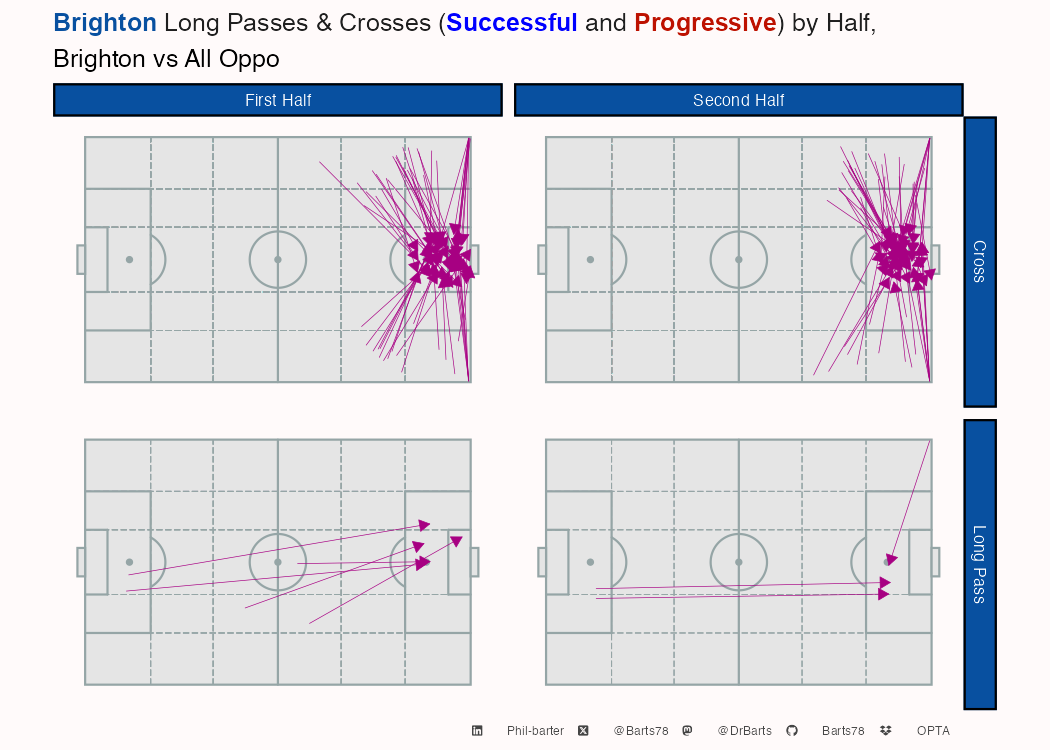 Brighton Long Passes & Crosses (Successful and Progressive) by Half,
Brighton vs All Oppo
First Half
Second Half
Cross
Long Pass
Phil-barter @Barts78 @DrBarts Barts78 OPTA